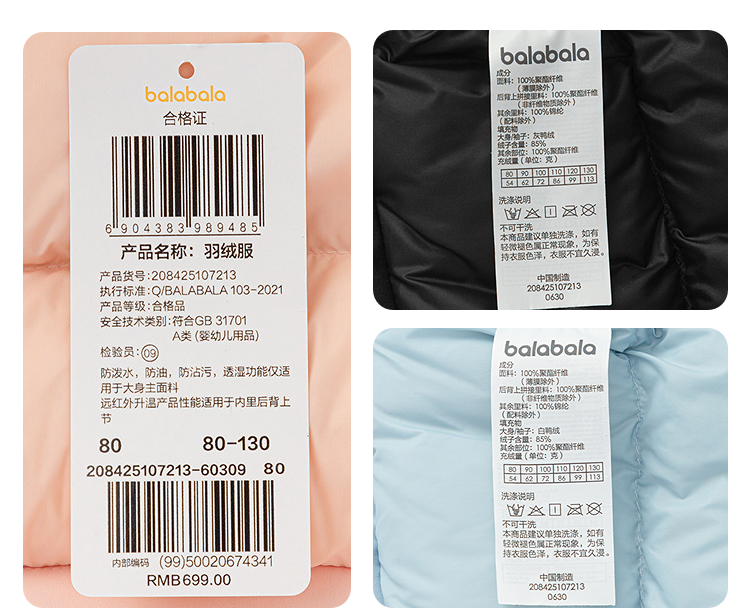 balabala
合格证
6 904383 989485
产品名称：羽绒服
产品货号：208425107213
执行标准：Q/BALABALA 103-2021
产品等级：合格品
安全技术类别：符合GB 31701
A类（婴幼儿用品）
检验员：09
防泼水，防油，防沾污，透湿功能仅适
用于大身主面料
远红外升温产品性能适用于内里后背上
节
80 80-130
208425107213-60309 80
内部编码 (99)50020674341
RMB699.00
balabala
成分
面料：100%聚酯纤维
（薄膜除外）
后背上拼接里料：100%聚酯纤维
（非纤维物质除外）
其余里料：100%锦纶
（配料除外）
填充物
大身/袖子：灰鸭绒
绒子含量：85%
其余部位：100%聚酯纤维
充绒量（单位：克）
80 90 100 110 120 130
54 62 72 86 99 113
洗涤说明
不可干洗
本商品建议单独洗涤，如有
轻微褪色属正常现象，为保
持衣服色泽，衣服不宜久浸。
中国制造
208425107213
0630
balabala
成分
面料：100%聚酯纤维
（薄膜除外）
后背上拼接里料：100%聚酯纤维
（非纤维物质除外）
其余里料：100%锦纶
（配料除外）
填充物
大身/袖子：白鸭绒
绒子含量：85%
其余部位：100%聚酯纤维
充绒量（单位：克）
80 90 100 110 120 130
54 62 72 86 99 113
洗涤说明
不可干洗
本商品建议单独洗涤，如有
轻微褪色属正常现象，为保
持衣服色泽，衣服不宜久浸。
中国制造
208425107213
0630